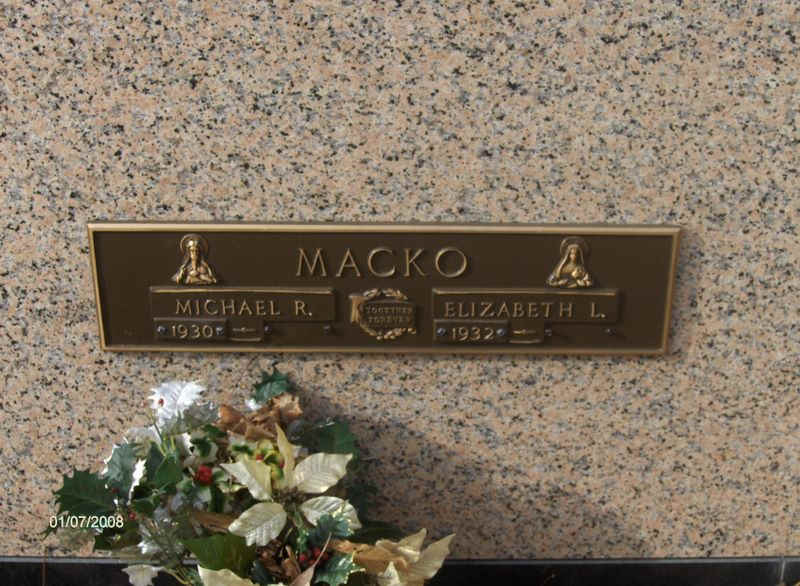 MACKO
MICHAEL R.
1930
TOGETHER
FOREVER
ELIZABETH L.
1932
01/07/2008